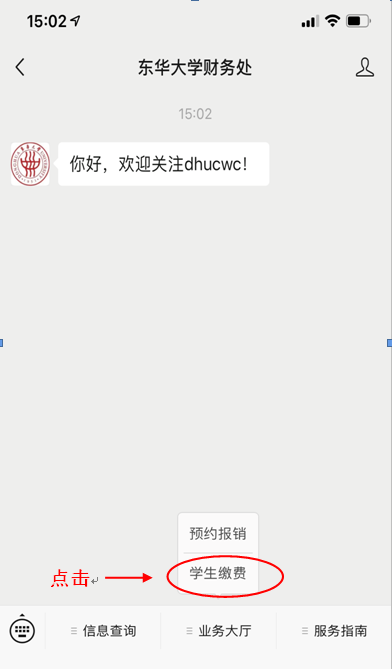 15:02
东华大学财务处
15:02
你好，欢迎关注dhucwc!
预约报销
学生缴费
点击
信息查询
业务大厅
服务指南